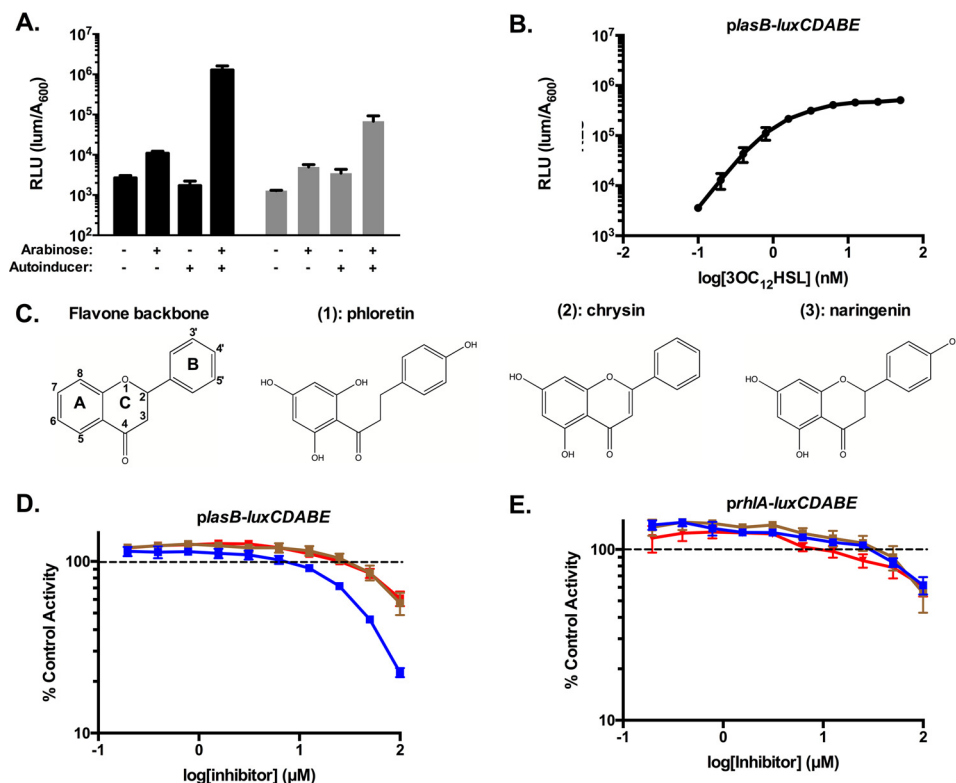 A.
10^7
10^6
10^5
10^4
10^3
10^2
RLU (lum/A_600)
Arabinose: - + - + - + - +
Autoinducer: - - + + - - + +
B.
plasB-luxCDABE
10^7
10^6
10^5
10^4
10^3
RLU (lum/A_600)
-2 -1 0 1 2
log[3OC_12HSL] (nM)
C.
Flavone backbone
(1): phloretin
(2): chrysin
(3): naringenin
3'
4'
5'
B
8
7
6
5
A
C
O
1
2
3
4
O
OH
HO
OH
O
OH
HO
O
OH
O
O
HO
O
OH
O
D.
plasB-luxCDABE
100
10
% Control Activity
-1 0 1 2
log[inhibitor] (µM)
E.
prhlA-luxCDABE
100
10
% Control Activity
-1 0 1 2
log[Inhibitor] (µM)